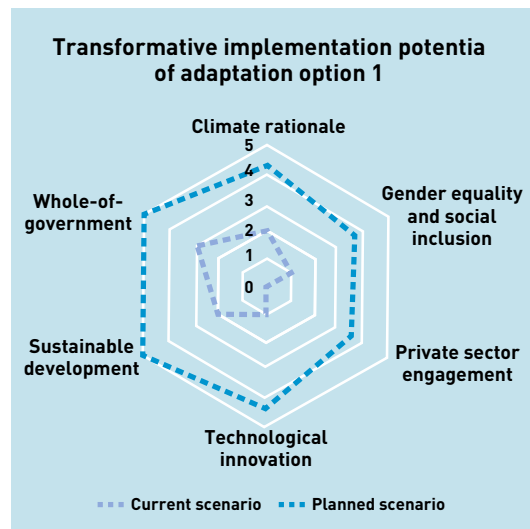 Transformative implementation potentia
of adaptation option 1
Climate rationale
5
4
3
2
1
0
Gender equality
and social
inclusion
Private sector
engagement
Technological
innovation
Sustainable
development
Whole-of-
government
Current scenario
Planned scenario